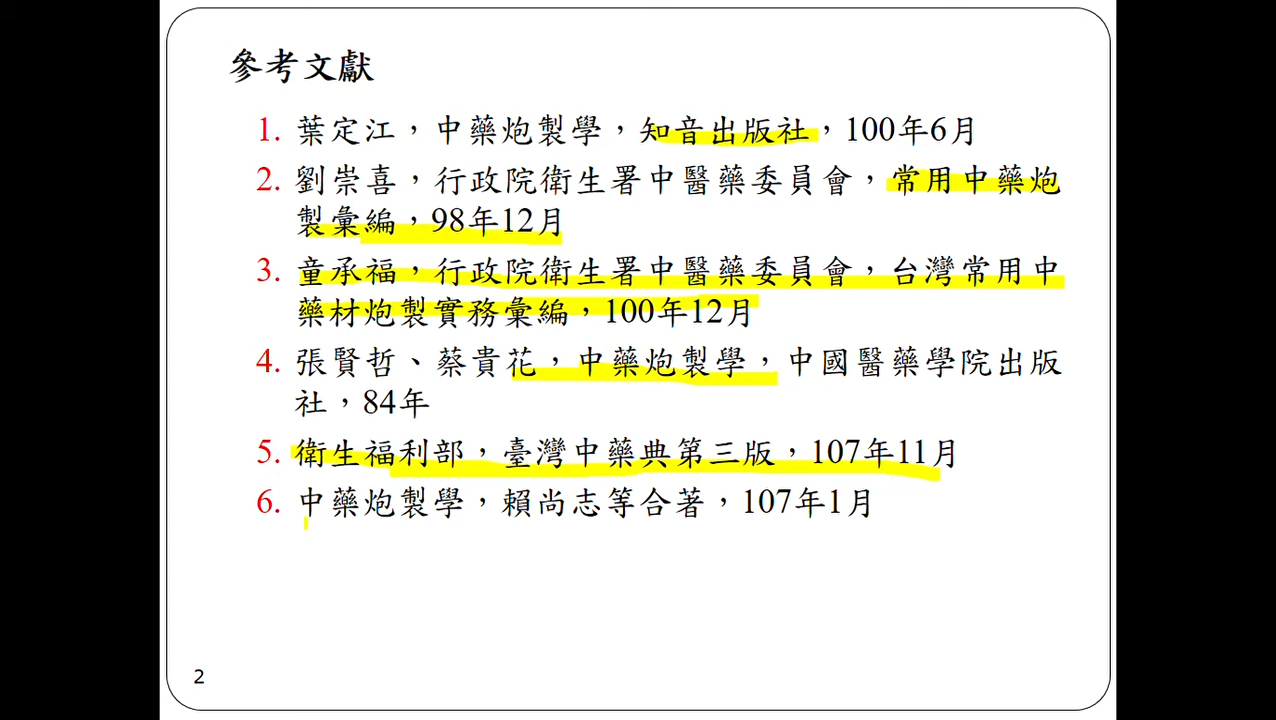 參考文獻
1. 葉定江，中藥炮製學，知音出版社，100年6月
2. 劉崇喜，行政院衛生署中醫藥委員會，常用中藥炮
製彙編，98年12月
3. 童承福，行政院衛生署中醫藥委員會，台灣常用中
藥材炮製實務彙編，100年12月
4. 張賢哲、蔡貴花，中藥炮製學，中國醫藥學院出版
社，84年
5. 衛生福利部，臺灣中藥典第三版，107年11月
6. 中藥炮製學，賴尚志等合著，107年1月
2